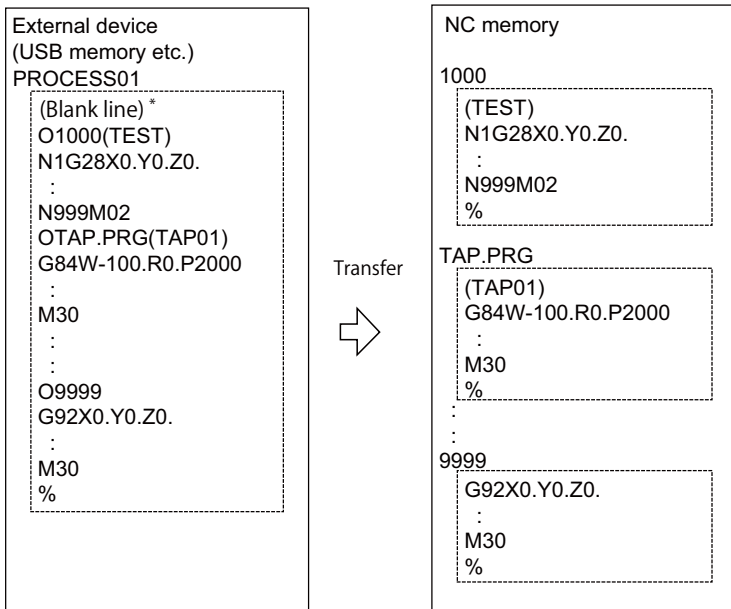 External device
(USB memory etc.)
PROCESS01
(Blank line) *
O1000(TEST)
N1G28X0.Y0.Z0.
:
N999M02
OTAP.PRG(TAP01)
G84W-100.R0.P2000
:
M30
:
:
O9999
G92X0.Y0.Z0.
:
M30
%
Transfer
NC memory
1000
(TEST)
N1G28X0.Y0.Z0.
:
N999M02
%
TAP.PRG
(TAP01)
G84W-100.R0.P2000
:
M30
%
:
:
9999
G92X0.Y0.Z0.
:
M30
%